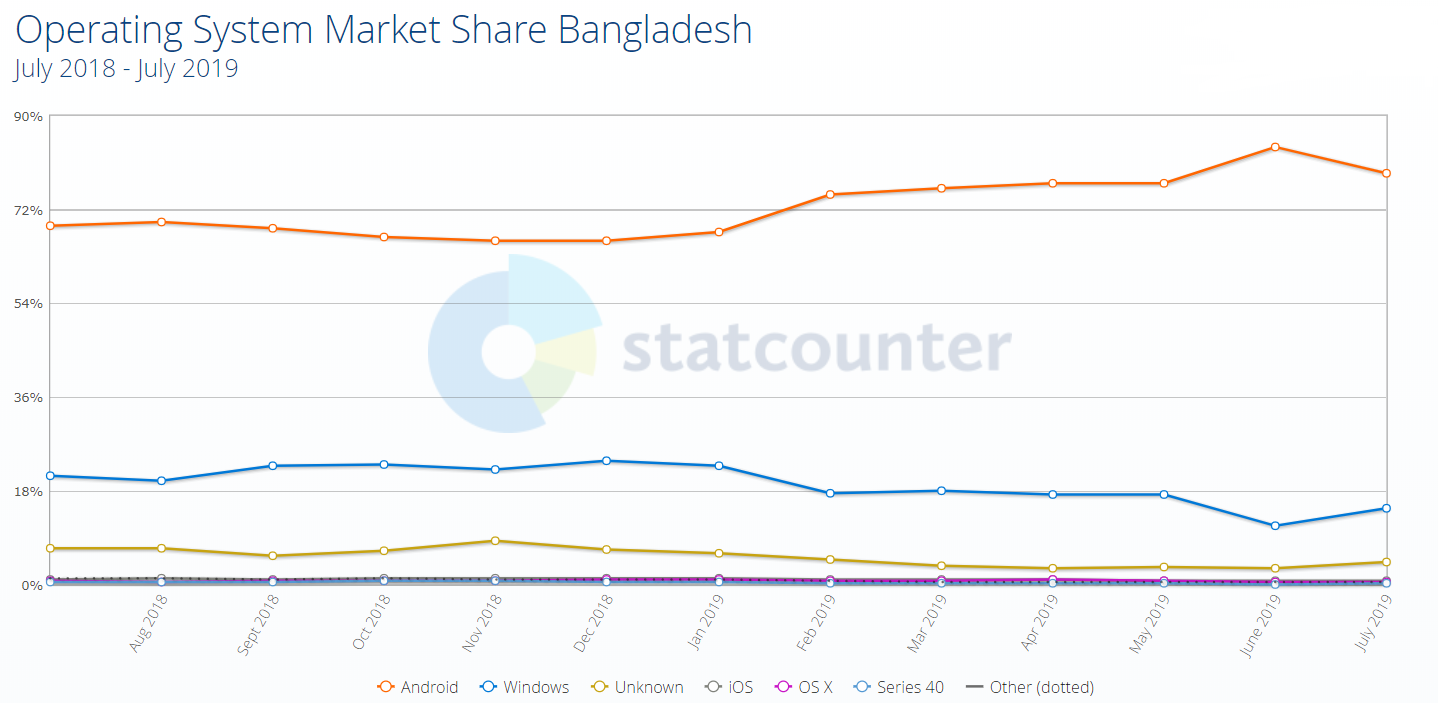 Operating System Market Share Bangladesh
July 2018 - July 2019
90%
72%
54%
36%
18%
0%
statcounter
Aug 2018
Sept 2018
Oct 2018
Nov 2018
Dec 2018
Jan 2019
Feb 2019
Mar 2019
Apr 2019
May 2019
June 2019
July 2019
Android Windows Unknown iOS OS X Series 40 Other (dotted)